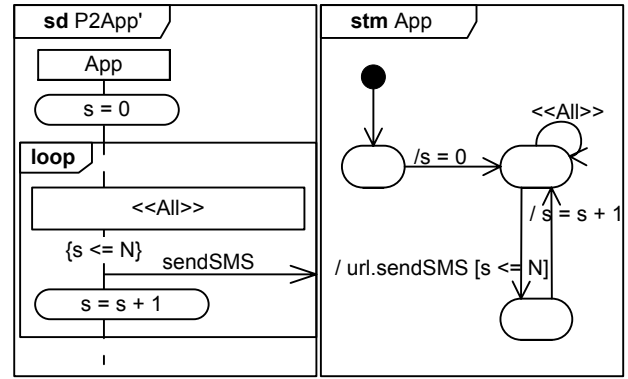 sd P2App'
App
s = 0
loop
<<All>>
{s <= N}
sendSMS
s = s + 1
stm App
<<All>>
/s = 0
/ s = s + 1
/ url.sendSMS [s <= N]